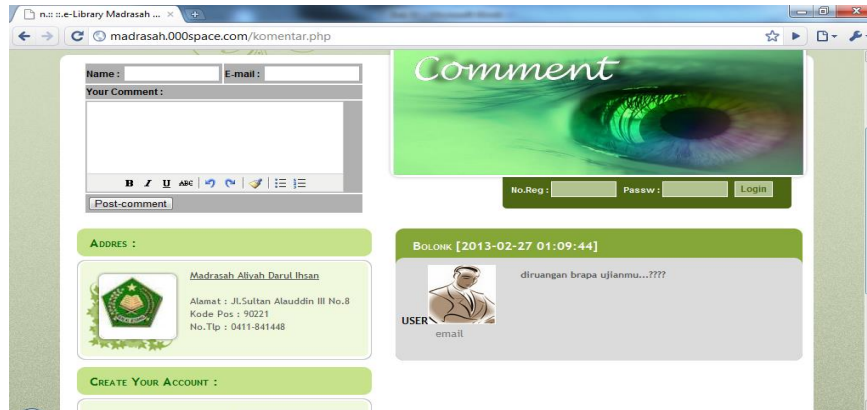 n.:: ::.e-Library Madrasah ...
madrasah.000space.com/komentar.php
Name :
E-mail :
Your Comment :
B I U ABC
Post-comment
Comment
No.Reg :
Passw :
Login
ADDRES :
Madrasah Aliyah Darul Ihsan
Alamat : Jl.Sultan Alauddin III No.8
Kode Pos : 90221
No.Tlp : 0411-841448
BOLONK [2013-02-27 01:09:44]
diruangan brapa ujianmu...????
USER
email
CREATE YOUR ACCOUNT :